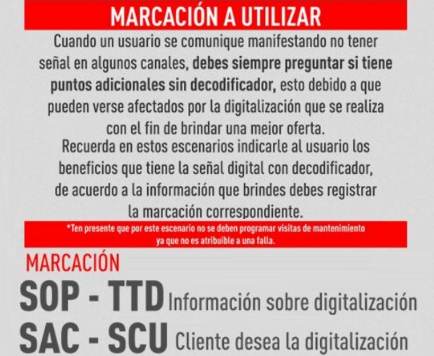 MARCACIÓN A UTILIZAR
Cuando un usuario se comunique manifestando no tener
señal en algunos canales, debes siempre preguntar si tiene
puntos adicionales sin decodificador, esto debido a que
pueden verse afectados por la digitalización que se realiza
con el fin de brindar una mejor oferta.
Recuerda en estos escenarios indicarle al usuario los
beneficios que tiene la señal digital con decodificador,
de acuerdo a la información que brindes debes registrar
la marcación correspondiente.
*Ten presente que por este escenario no se deben programar visitas de mantenimiento
ya que no es atribuible a una falla.
MARCACIÓN
SOP - TTD Información sobre digitalización
SAC - SCU Cliente desea la digitalización